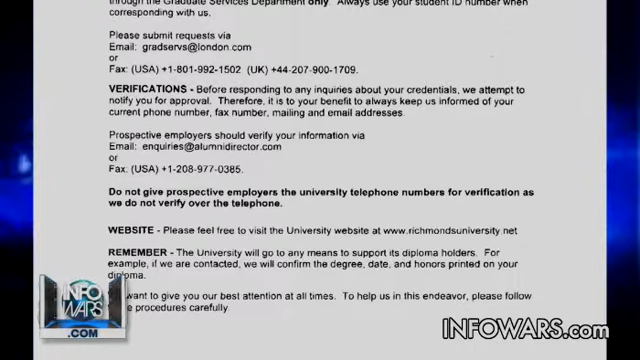 through the Graduate Services Department only. Always use your student ID number when
corresponding with us.
Please submit requests via
Email: gradservs@london.com
or
Fax: (USA) +1-801-992-1502 (UK) +44-207-900-1709.
VERIFICATIONS - Before responding to any inquiries about your credentials, we attempt to
notify you for approval. Therefore, it is to your benefit to always keep us informed of your
current phone number, fax number, mailing and email addresses
Prospective employers should verify your information via
Email: enquiries@alumnidirector.com
or
Fax: (USA) +1-208-977-0385.
Do not give prospective employers the university telephone numbers for verification as
we do not verify over the telephone.
WEBSITE - Please feel free to visit the University website at www.richmondsuniversity.net
REMEMBER - The University will go to any means to support its diploma holders. For
example, if we are contacted, we will confirm the degree, date, and honors printed on your
diploma.
want to give you our best attention at all times. To help us in this endeavor, please follow
procedures carefully
INFO
WARS
.COM
INFOWARS.com